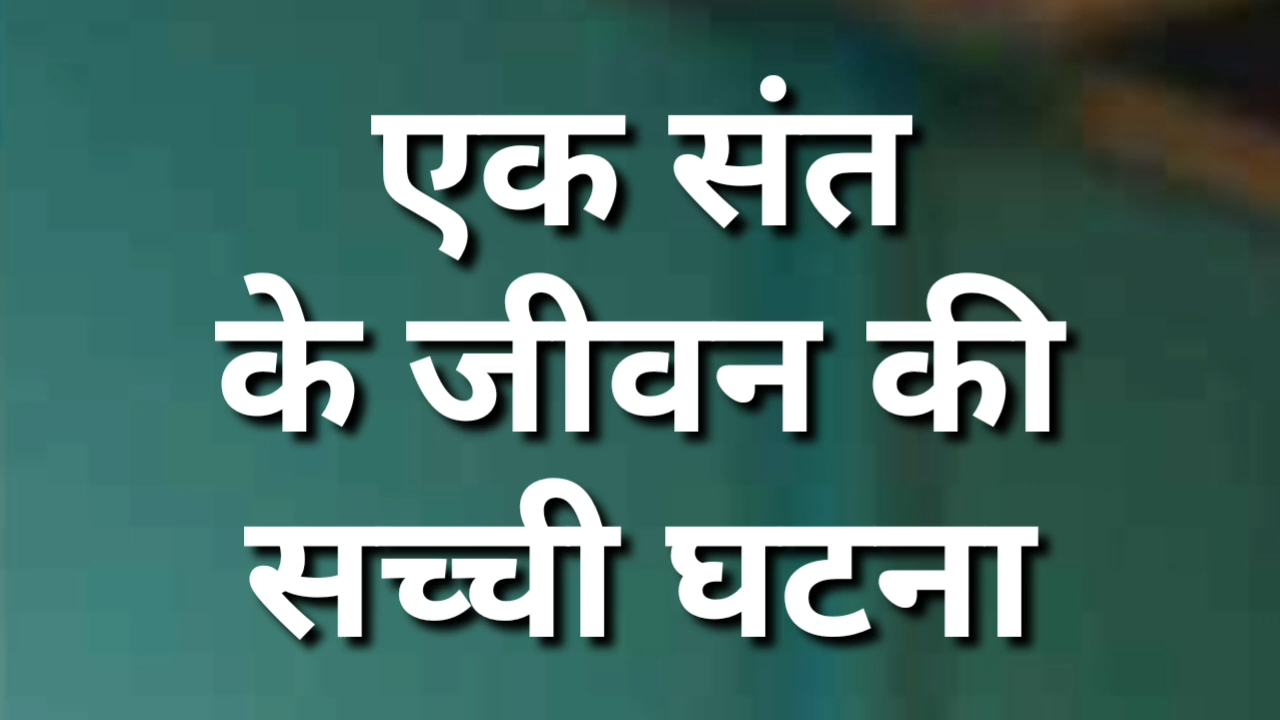 एक संत
के जीवन की
सच्ची घटना